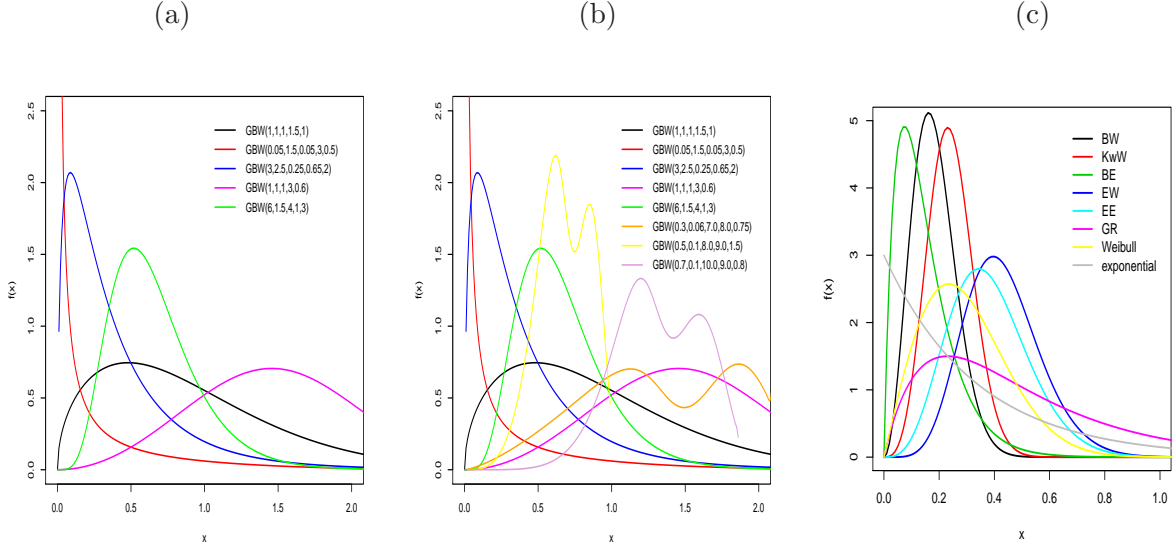 (a)
(b)
(c)
f(x)
2.5
2.0
1.5
1.0
0.5
0.0
GBW(1,1,1,1.5,1)
GBW(0.05,1.5,0.05,3,0.5)
GBW(3,2.5,0.25,0.65,2)
GBW(1,1,1,3,0.6)
GBW(6,1.5,4,1,3)
0.0
0.5
1.0
1.5
2.0
x
f(x)
2.5
2.0
1.5
1.0
0.5
0.0
GBW(1,1,1,1.5,1)
GBW(0.05,1.5,0.05,3,0.5)
GBW(3,2.5,0.25,0.65,2)
GBW(1,1,1,3,0.6)
GBW(6,1.5,4,1,3)
GBW(0.3,0.06,7.0,8.0,0.75)
GBW(0.5,0.1,8.0,9.0,1.5)
GBW(0.7,0.1,10.0,9.0,0.8)
0.0
0.5
1.0
1.5
2.0
x
f(x)
5
4
3
2
1
0
BW
KwW
BE
EW
EE
GR
Weibull
exponential
0.0
0.2
0.4
0.6
0.8
1.0
x